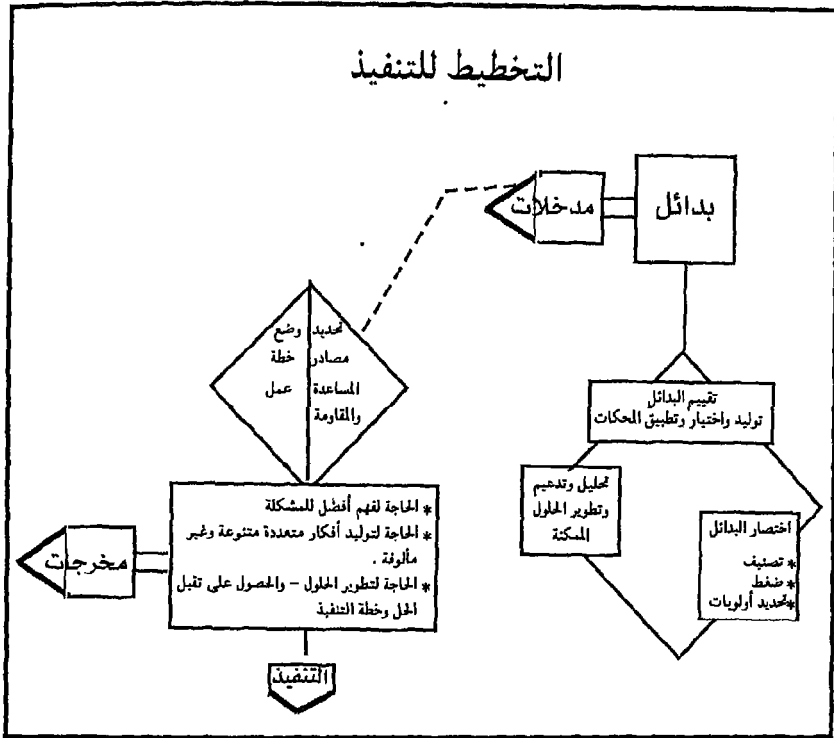 التخطيط للتنفيذ
بدائل
مدخلات
تقييم البدائل
توليد واختيار وتطبيق المحكات
اختصار البدائل
* تصنيف
* ضغط
* تحديد أولويات
تحليل وتدعيم
وتطوير الحلول
الممكنة
تحديد
مصادر
المساعدة
والمقاومة
وضع
خطة
عمل
* الحاجة لفهم أفضل للمشكلة
* الحاجة لتوليد أفكار متعددة متنوعة وغير
مألوفة .
* الحاجة لتطوير الحلول – والحصول على تقبل
الحل وخطة التنفيذ
مخرجات
التنفيذ